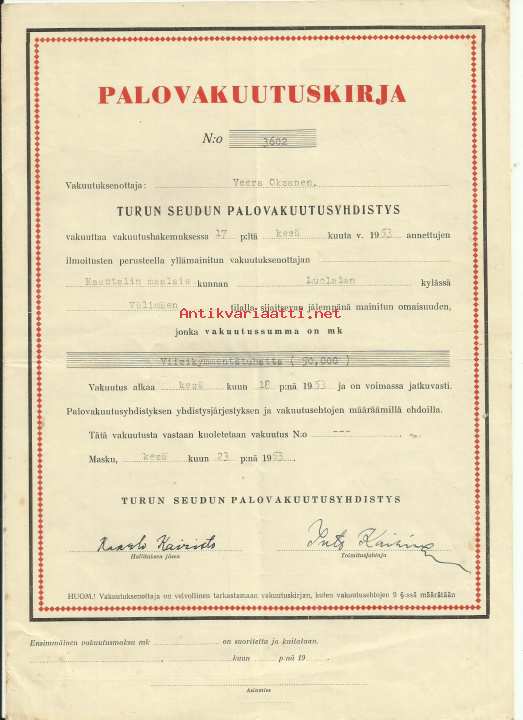 PALOVAKUUTUSKIRJA
N:o 3602
Vakuutuksenottaja: Veera Oksanen.
TURUN SEUDUN PALOVAKUUTUSYHDISTYS
vakuuttaa vakuutushakemuksessa 17 p:ltä kesä kuuta v. 1953 annettujen
ilmoitusten perusteella yllämainitun vakuutuksenottajan
Naantalin maalais kunnan Luolalan kylässä
tilalla sijaitsevan jälempänä mainitun omaisuuden,
Antikvariaatti.net
jonka vakuutussumma on mk
Viisikymmentätuhatta ( 50,000 )
Vakuutus alkaa kesä kuun 18 p:nä 1953 ja on voimassa jatkuvasti.
Palovakuutusyhdistyksen yhdistysjärjestyksen ja vakuutusehtojen määräämillä ehdoilla.
Tätä vakuutusta vastaan kuoletetaan vakuutus N:o ---
Masku, kesä kuun 23 p:nä 1953.
TURUN SEUDUN PALOVAKUUTUSYHDISTYS
Hallituksen jäsen Toimitusjohtaja
HUOM.! Vakuutuksenottaja on velvollinen tarkastamaan vakuutuskirjan, kuten vakuutusehtojen 9 §:ssä määrätään
Ensimmäinen vakuutusmaksu mk on suoritettu ja kuitataan.
kuun p:nä 19
Asiamies